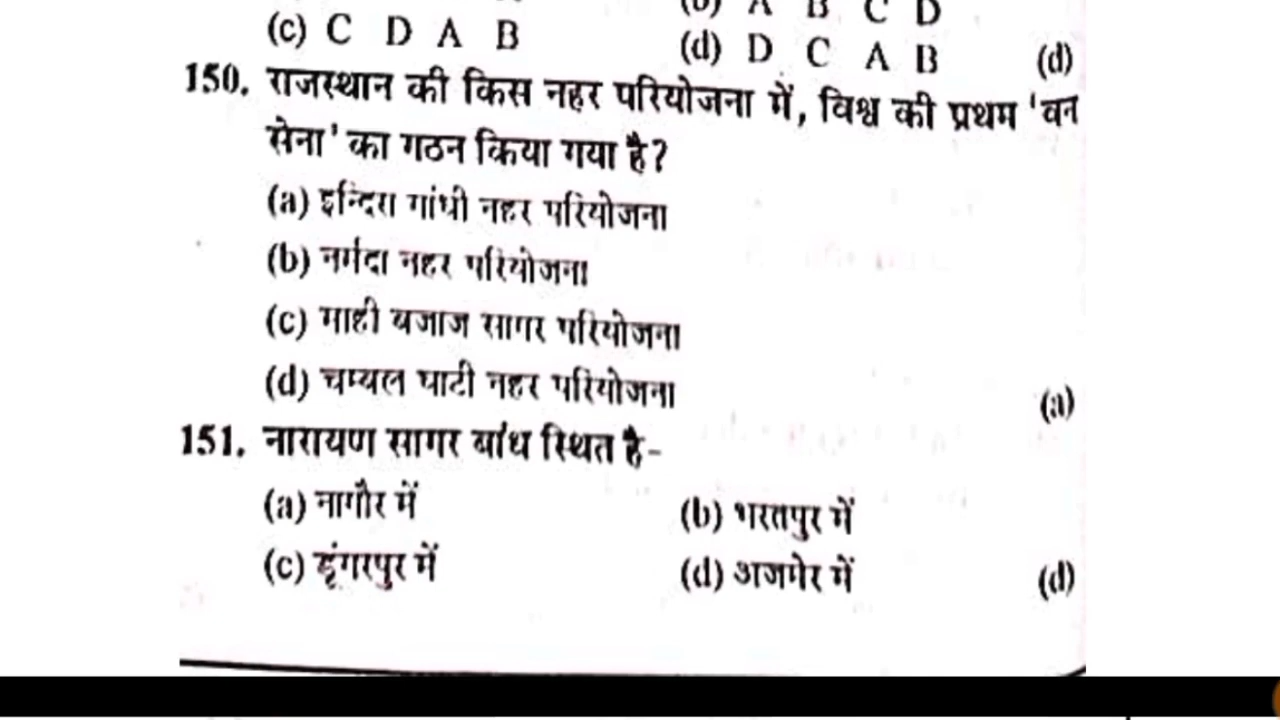 (b) A B C D
(c) C D A B
(d) D C A B (d)
150. राजस्थान की किस नहर परियोजना में, विश्व की प्रथम 'वन
सेना' का गठन किया गया है?
(a) इन्दिरा गांधी नहर परियोजना
(b) नर्मदा नहर परियोजना
(c) माही बजाज सागर परियोजना
(d) चम्बल घाटी नहर परियोजना (a)
151. नारायण सागर बांध स्थित है-
(a) नागौर में (b) भरतपुर में
(c) डूंगरपुर में (d) अजमेर में (d)